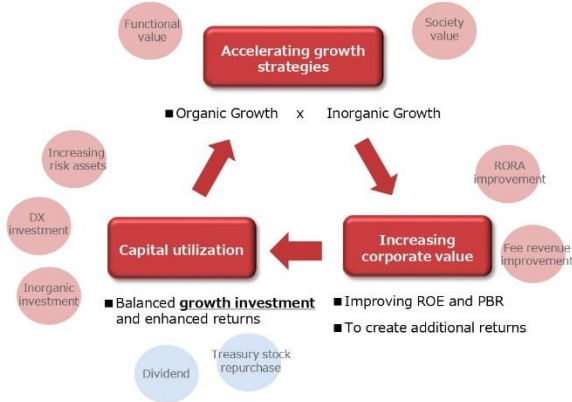 Functional
value
Accelerating growth
strategies
Society
value
■ Organic Growth x Inorganic Growth
Increasing
risk assets
RORA
improvement
DX
investment
Capital utilization
Increasing
corporate value
Fee revenue
improvement
Inorganic
investment
■ Balanced growth investment
and enhanced returns
■ Improving ROE and PBR
■ To create additional returns
Dividend
Treasury stock
repurchase